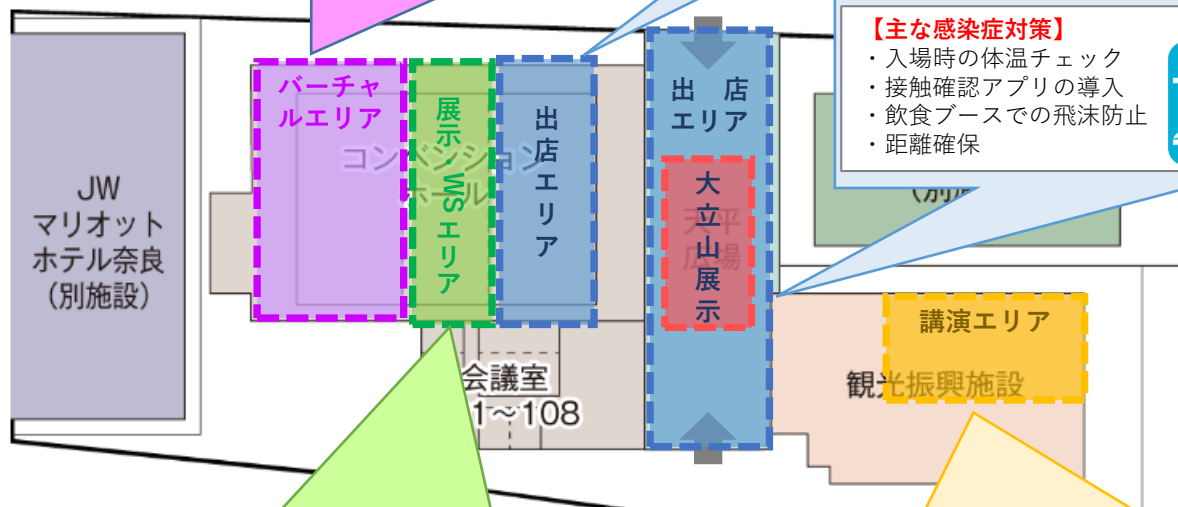 【主な感染症対策】
・入場時の体温チェック
・接触確認アプリの導入
・飲食ブースでの飛沫防止
・距離確保
バーチャ
ルエリア
展示・WSエリア
出店エリア
出 店
エリア
大立山展示
コンベンション
ホール
天平
広場
JW
マリオット
ホテル奈良
（別施設）
会議室
1～108
講演エリア
観光振興施設